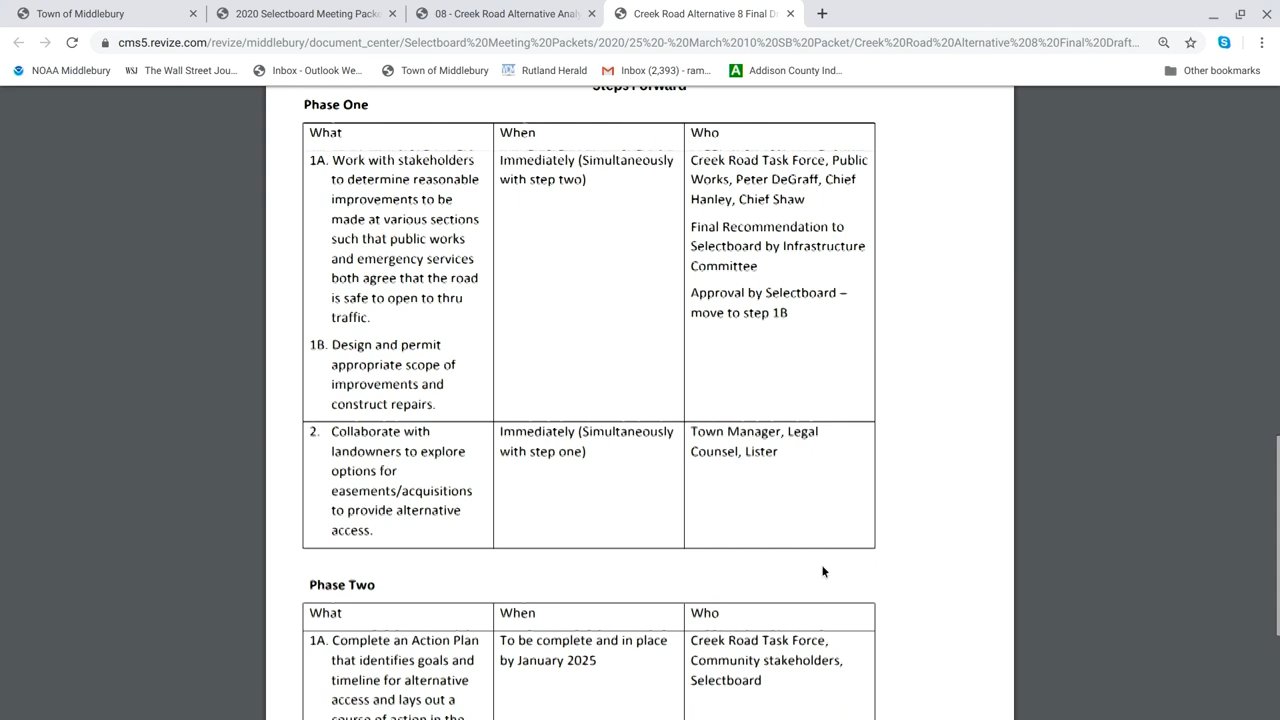 Town of Middlebury
2020 Selectboard Meeting Pack
08 - Creek Road Alternative Anal
Creek Road Alternative 8 Final D
cms5.revize.com/revize/middlebury/document_center/Selectboard%20Meeting%20Packets/2020/25%20-%20March%2010%20SB%20Packet/Creek%20Road%20Alternative%208%20Final%20Draft...
NOAA Middlebury
WSJ The Wall Street Jou...
Inbox - Outlook We...
Town of Middlebury
Rutland Herald
Inbox (2,393) - ram...
A Addison County Ind...
Other bookmarks
Steps Forward
Phase One
What When Who
1A. Work with stakeholders
to determine reasonable
improvements to be
made at various sections
such that public works
and emergency services
both agree that the road
is safe to open to thru
traffic.
1B. Design and permit
appropriate scope of
improvements and
construct repairs.
Immediately (Simultaneously
with step two)
Creek Road Task Force, Public
Works, Peter DeGraff, Chief
Hanley, Chief Shaw
Final Recommendation to
Selectboard by Infrastructure
Committee
Approval by Selectboard –
move to step 1B
2. Collaborate with
landowners to explore
options for
easements/acquisitions
to provide alternative
access.
Immediately (Simultaneously
with step one)
Town Manager, Legal
Counsel, Lister
Phase Two
What When Who
1A. Complete an Action Plan
that identifies goals and
timeline for alternative
access and lays out a
course of action in the
To be complete and in place
by January 2025
Creek Road Task Force,
Community stakeholders,
Selectboard